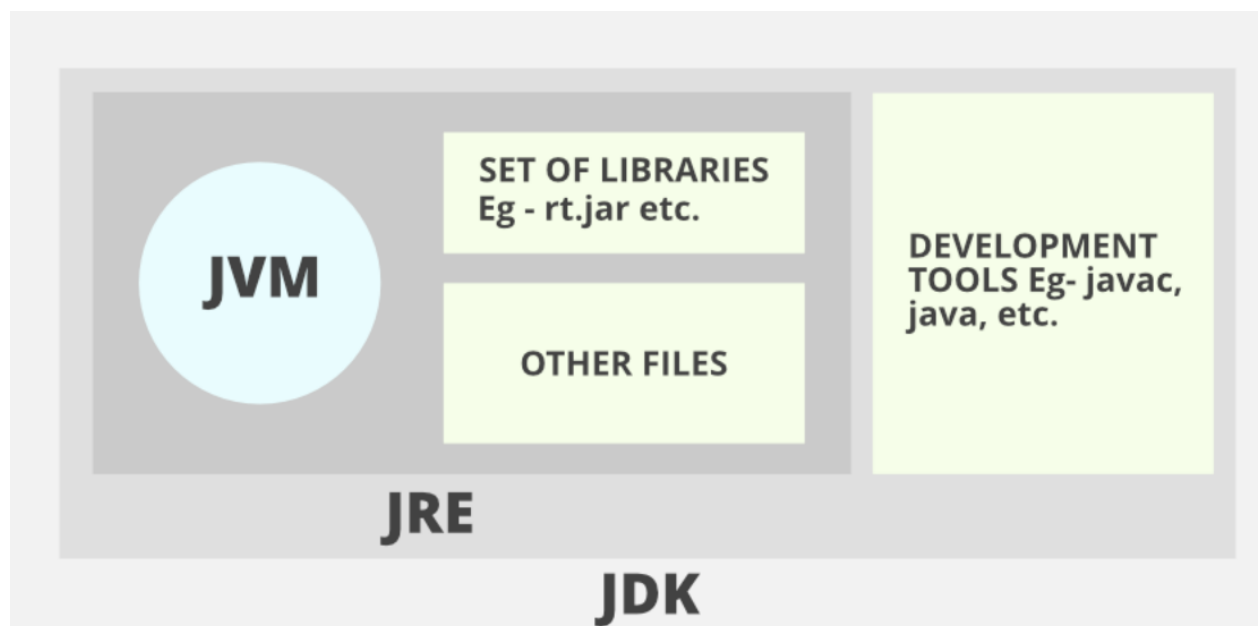 JVM
SET OF LIBRARIES
Eg - rt.jar etc.
OTHER FILES
DEVELOPMENT
TOOLS Eg- javac,
java, etc.
JRE
JDK